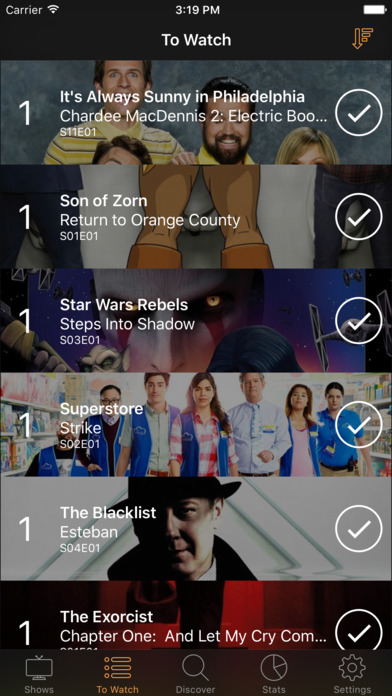 Carrier 3:19 PM
To Watch
1
It's Always Sunny in Philadelphia
Chardee MacDennis 2: Electric Boo...
S11E01
1
Son of Zorn
Return to Orange County
S01E01
1
Star Wars Rebels
Steps Into Shadow
S03E01
1
Superstore
Strike
S02E01
1
The Blacklist
Esteban
S04E01
1
The Exorcist
Chapter One: And Let My Cry Com...
S01E01
Shows To Watch Discover Stats Settings